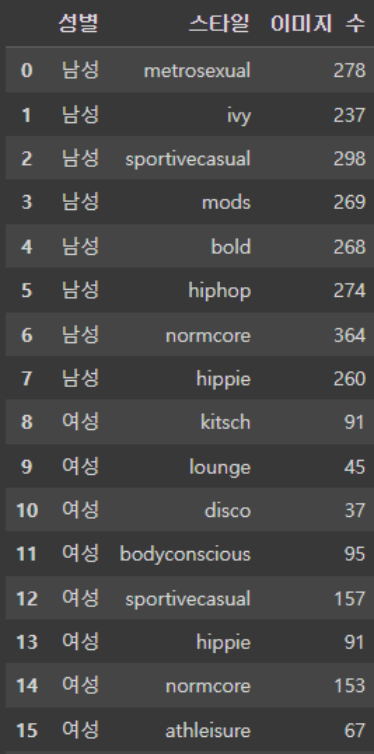 성별 스타일 이미지 수
0 남성 metrosexual 278
1 남성 ivy 237
2 남성 sportivecasual 298
3 남성 mods 269
4 남성 bold 268
5 남성 hiphop 274
6 남성 normcore 364
7 남성 hippie 260
8 여성 kitsch 91
9 여성 lounge 45
10 여성 disco 37
11 여성 bodyconscious 95
12 여성 sportivecasual 157
13 여성 hippie 91
14 여성 normcore 153
15 여성 athleisure 67